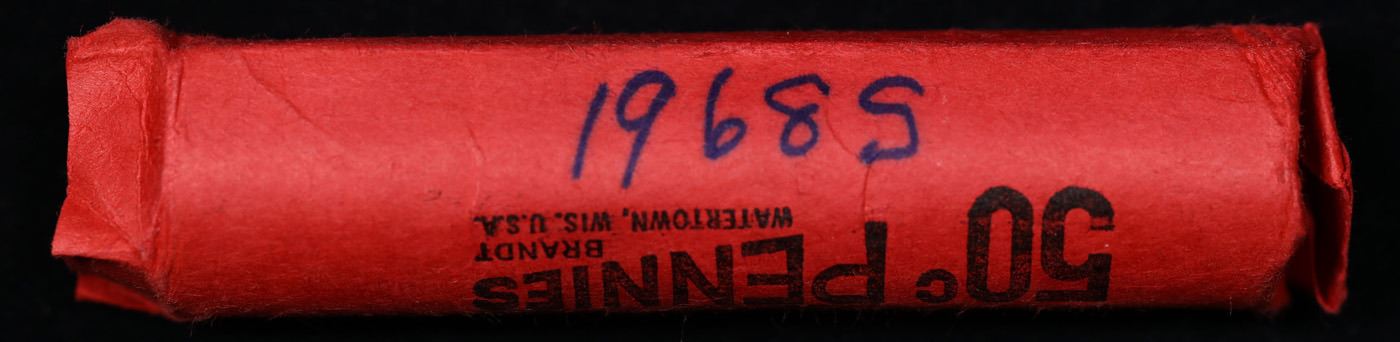 1968S
50¢ PENNIES
BRANDT
WATERTOWN, WIS. U.S.A.